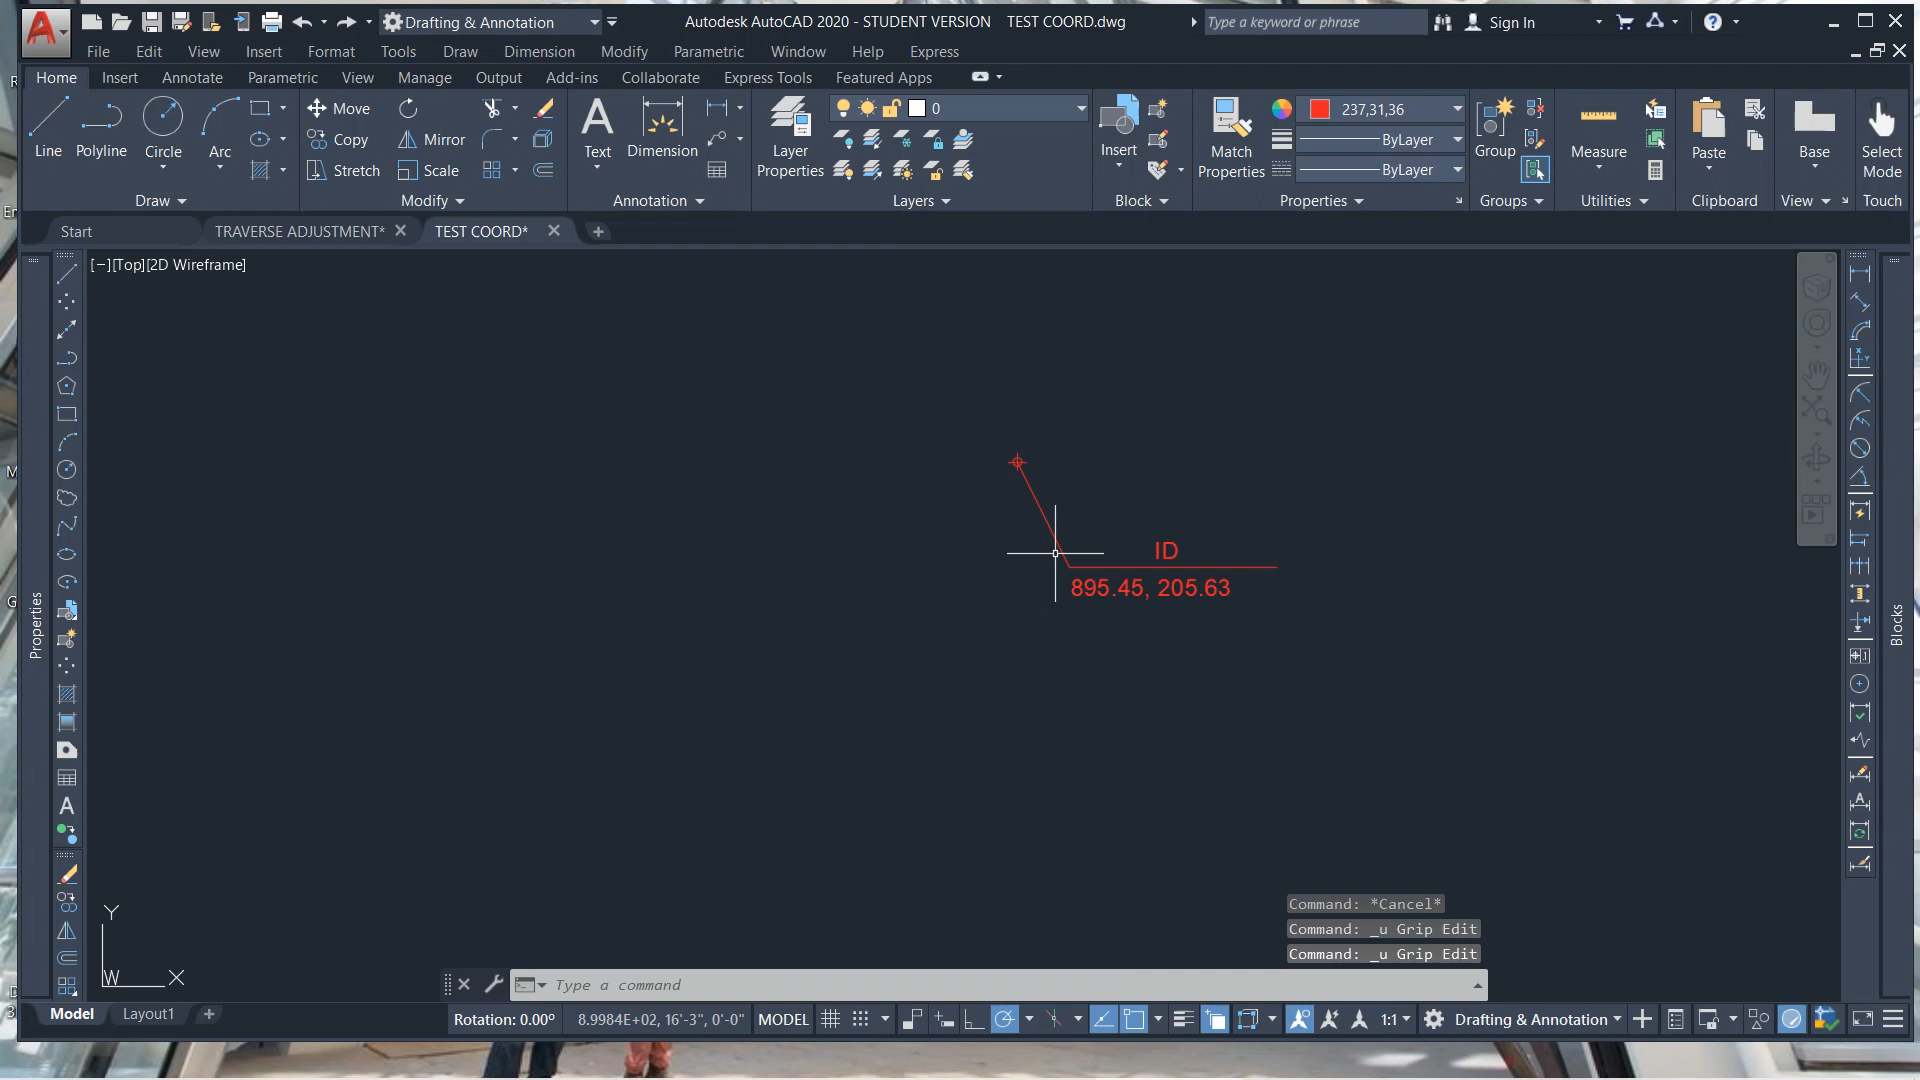 Drafting & Annotation
Autodesk AutoCAD 2020 - STUDENT VERSION TEST COORD.dwg
Type a keyword or phrase
Sign In
File Edit View Insert Format Tools Draw Dimension Modify Parametric Window Help Express
Home Insert Annotate Parametric View Manage Output Add-ins Collaborate Express Tools Featured Apps
Line
Polyline
Circle
Arc
Draw
Move
Copy
Stretch
Mirror
Scale
Modify
Text
Dimension
Annotation
Layer
Properties
0
Layers
Insert
Block
Match
Properties
237,31,36
ByLayer
ByLayer
Properties
Group
Groups
Measure
Utilities
Paste
Clipboard
Base
View
Select
Mode
Touch
Start TRAVERSE ADJUSTMENT* TEST COORD*
[−][Top][2D Wireframe]
Properties
Blocks
ID
895.45, 205.63
Y
W X
Command: *Cancel*
Command: _u Grip Edit
Command: _u Grip Edit
Type a command
Model Layout1
Rotation: 0.00° 8.9984E+02, 16'-3", 0'-0" MODEL 1:1 Drafting & Annotation